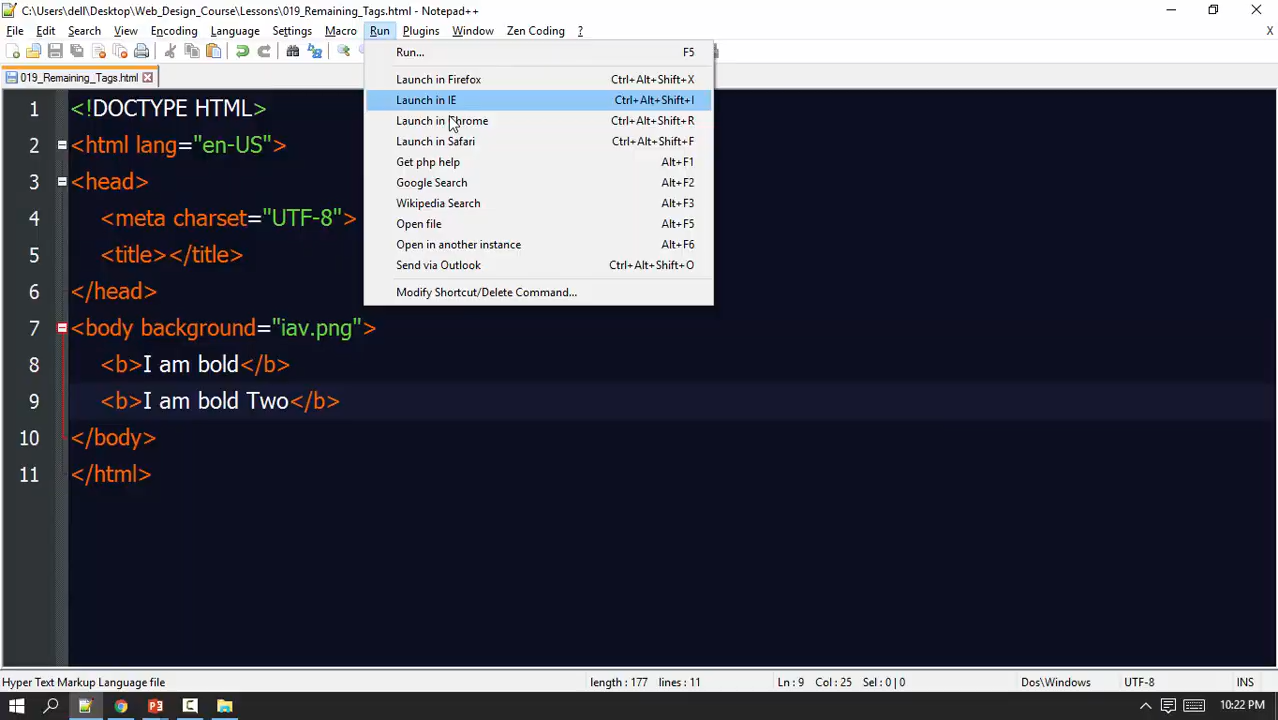 C:\Users\dell\Desktop\Web_Design_Course\Lessons\019_Remaining_Tags.html - Notepad++
File Edit Search View Encoding Language Settings Macro Run Plugins Window Zen Coding ? X
019_Remaining_Tags.html
Run... F5
Launch in Firefox Ctrl+Alt+Shift+X
Launch in IE Ctrl+Alt+Shift+I
Launch in Chrome Ctrl+Alt+Shift+R
Launch in Safari Ctrl+Alt+Shift+F
Get php help Alt+F1
Google Search Alt+F2
Wikipedia Search Alt+F3
Open file Alt+F5
Open in another instance Alt+F6
Send via Outlook Ctrl+Alt+Shift+O
Modify Shortcut/Delete Command...
1 <!DOCTYPE HTML>
2 <html lang="en-US">
3 <head>
4 <meta charset="UTF-8">
5 <title></title>
6 </head>
7 <body background="iav.png">
8 <b>I am bold</b>
9 <b>I am bold Two</b>
10 </body>
11 </html>
Hyper Text Markup Language file length : 177 lines : 11 Ln : 9 Col : 25 Sel : 0 | 0 Dos\Windows UTF-8 INS
10:22 PM